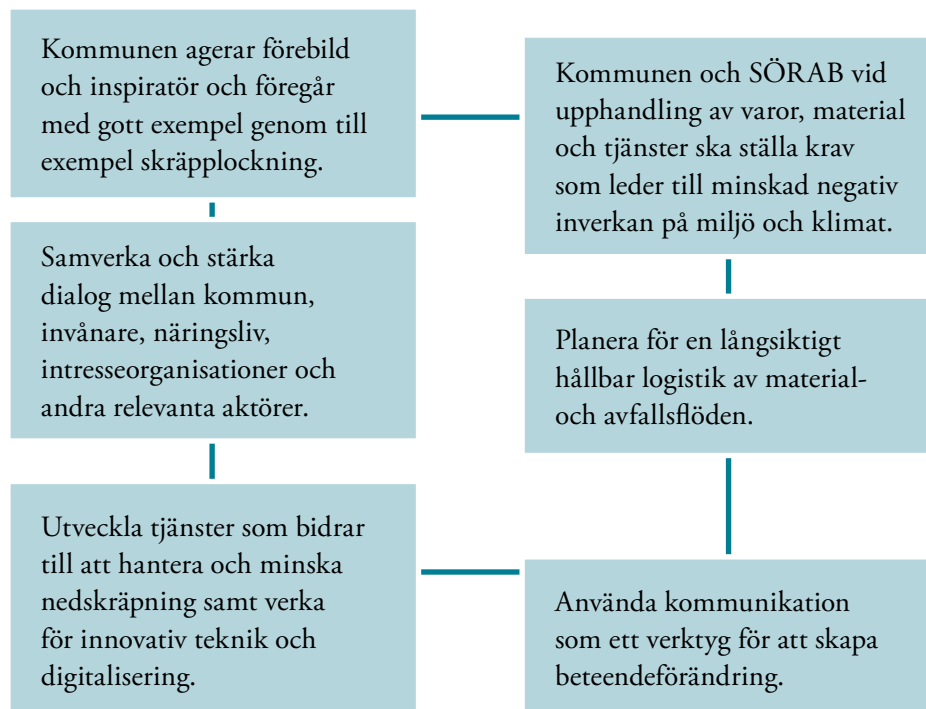 Kommunen agerar förebild
och inspiratör och föregår
med gott exempel genom till
exempel skräpplockning.
Samverka och stärka
dialog mellan kommun,
invånare, näringsliv,
intresseorganisationer och
andra relevanta aktörer.
Utveckla tjänster som bidrar
till att hantera och minska
nedskräpning samt verka
för innovativ teknik och
digitalisering.
Kommunen och SÖRAB vid
upphandling av varor, material
och tjänster ska ställa krav
som leder till minskad negativ
inverkan på miljö och klimat.
Planera för en långsiktigt
hållbar logistik av material-
och avfallsflöden.
Använda kommunikation
som ett verktyg för att skapa
beteendeförändring.